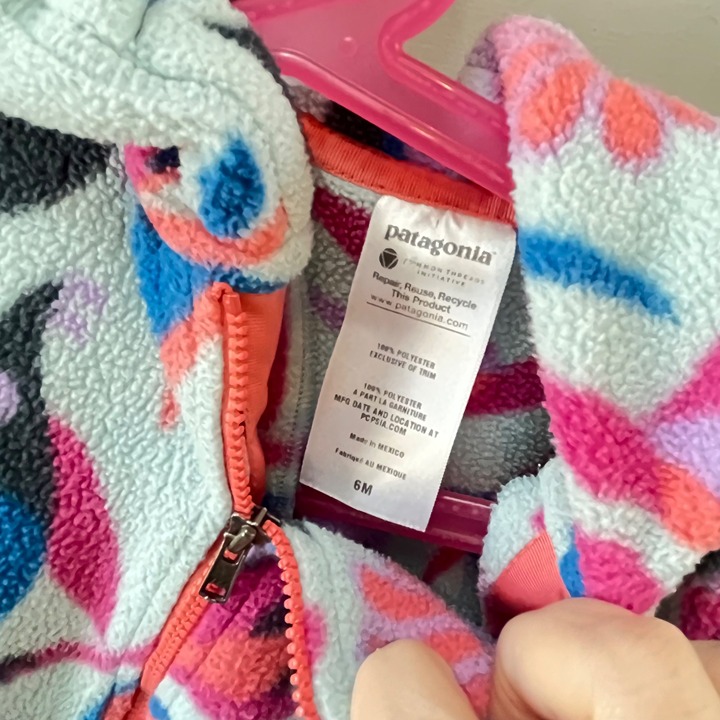 patagonia™
COMMON THREADS
INITIATIVE
Repair, Reuse, Recycle
This Product
www.patagonia.com
100% POLYESTER
EXCLUSIVE OF TRIM
100% POLYESTER
A PART LA GARNITURE
MFG DATE AND LOCATION AT
PCPSIA.COM
Made in MEXICO
Fabriqué AU MEXIQUE
6M